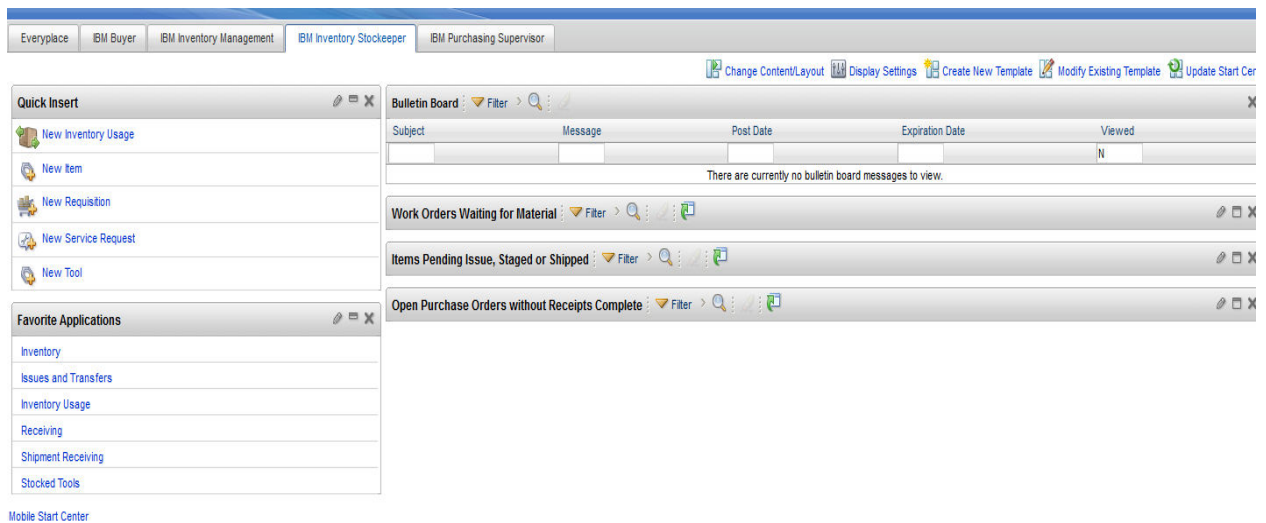 Everyplace IBM Buyer IBM Inventory Management IBM Inventory Stockeeper IBM Purchasing Supervisor
Change Content/Layout Display Settings Create New Template Modify Existing Template Update Start Cer
Quick Insert
New Inventory Usage
New Item
New Requisition
New Service Request
New Tool
Favorite Applications
Inventory
Issues and Transfers
Inventory Usage
Receiving
Shipment Receiving
Stocked Tools
Mobile Start Center
Bulletin Board Filter
Subject Message Post Date Expiration Date Viewed
N
There are currently no bulletin board messages to view.
Work Orders Waiting for Material Filter
Items Pending Issue, Staged or Shipped Filter
Open Purchase Orders without Receipts Complete Filter